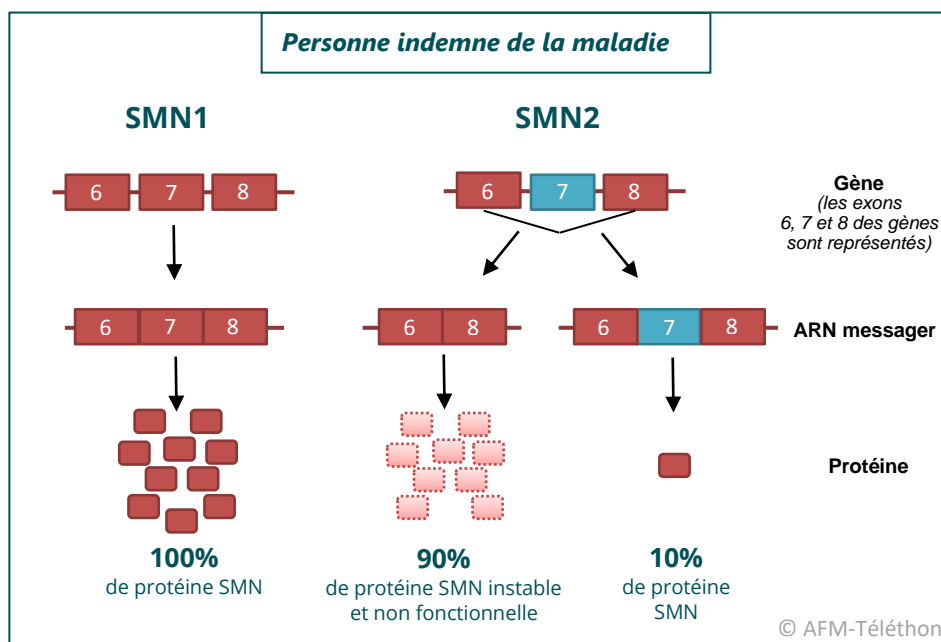 Personne indemne de la maladie
SMN1
SMN2
6 7 8
6 7 8
Gène
(les exons
6, 7 et 8 des gènes
sont représentés)
6 7 8
6 8
6 7 8
ARN messager
Protéine
100%
de protéine SMN
90%
de protéine SMN instable
et non fonctionnelle
10%
de protéine
SMN
© AFM-Téléthon